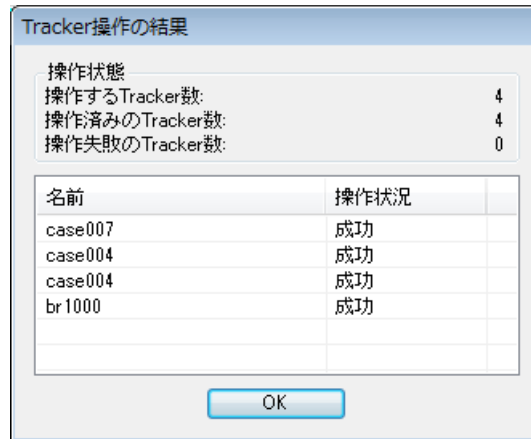 Tracker操作の結果
操作状態
操作するTracker数: 4
操作済みのTracker数: 4
操作失敗のTracker数: 0
名前 操作状況
case007 成功
case004 成功
case004 成功
br1000 成功
OK